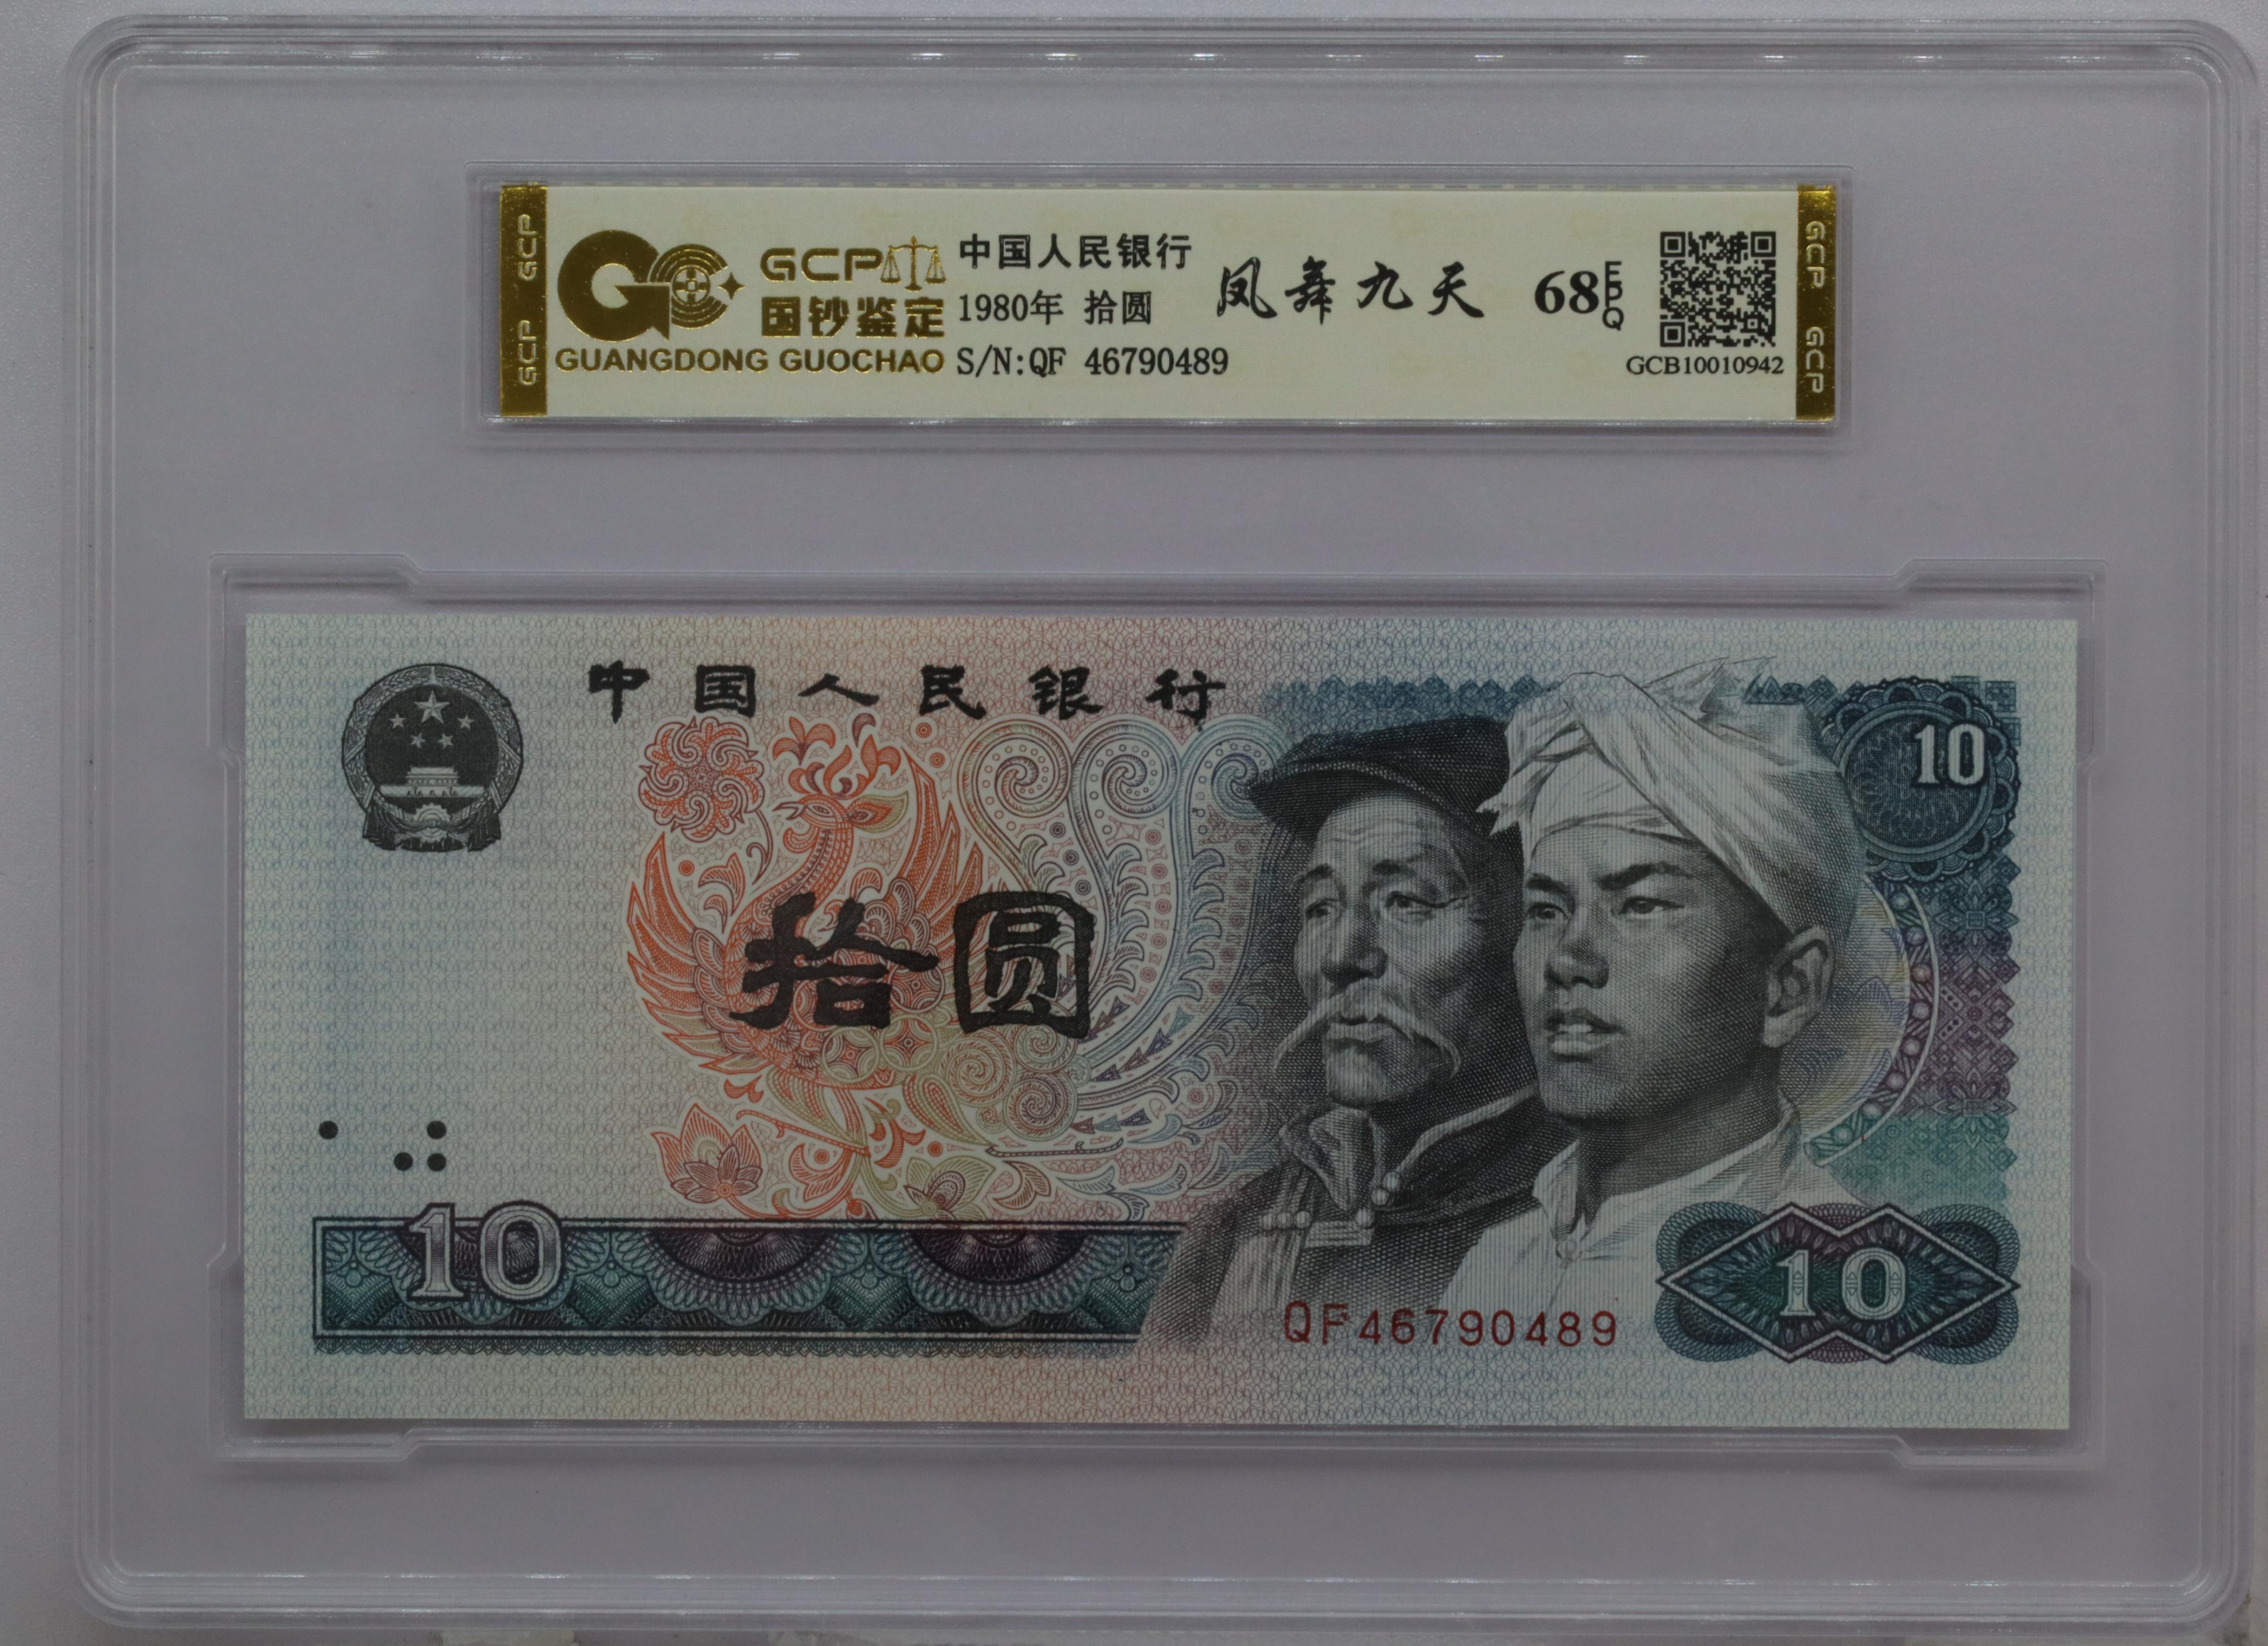 GCP GCP
GCP
国钞鉴定
GUANGDONG GUOCHAO
中国人民银行
1980年 拾圆
S/N:QF 46790489
凤舞九天
68 EPQ
GCB10010942
GCP GCP
中国人民银行
10
拾圆
10
QF46790489
10